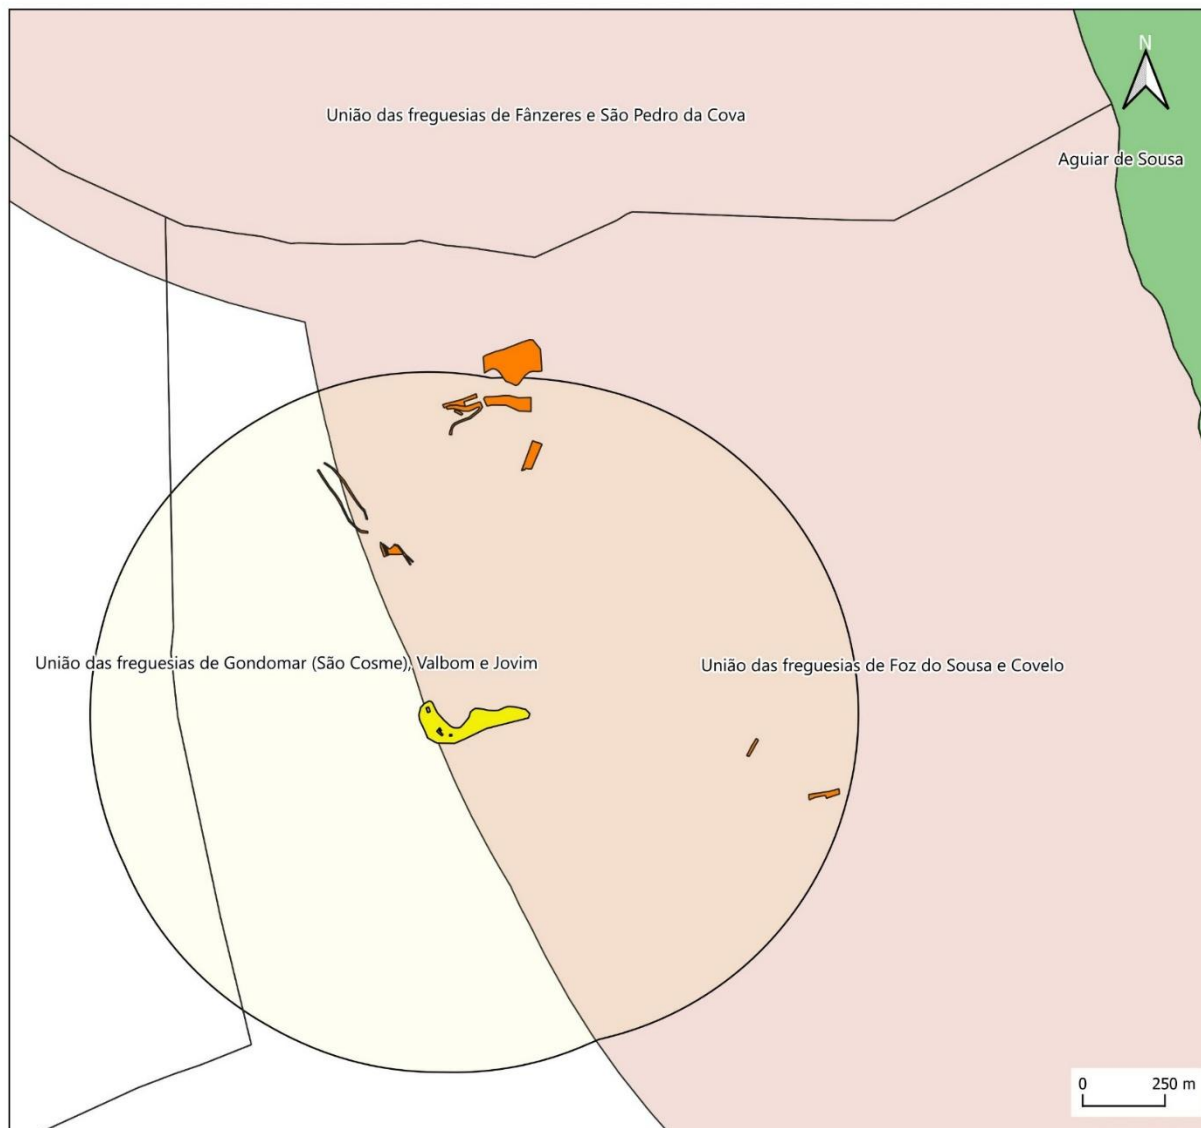 N
União das freguesias de Fânzeres e São Pedro da Cova
Aguiar de Sousa
União das freguesias de Gondomar (São Cosme), Valbom e Jovim
União das freguesias de Foz do Sousa e Covelo
0 250 m